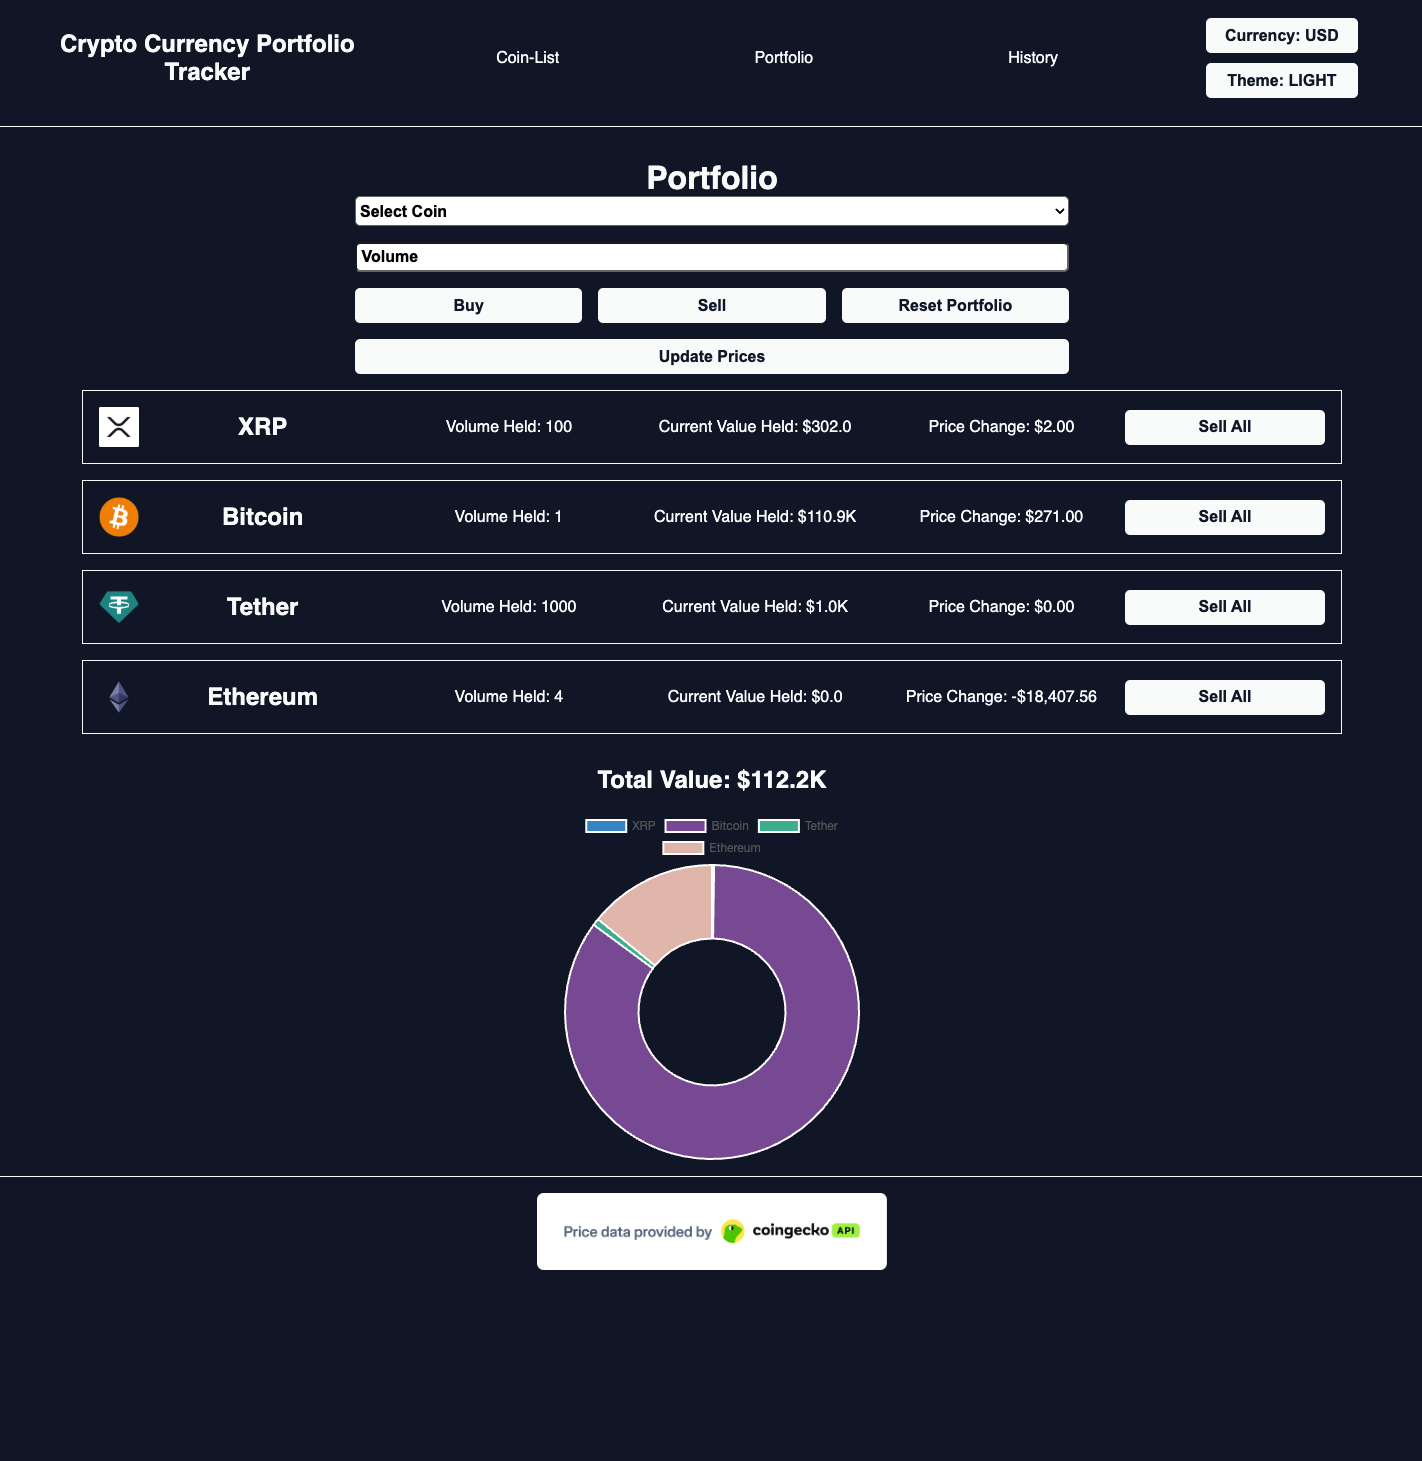 Crypto Currency Portfolio
Tracker
Coin-List
Portfolio
History
Currency: USD
Theme: LIGHT
Portfolio
Select Coin
Volume
Buy
Sell
Reset Portfolio
Update Prices
XRP
Volume Held: 100
Current Value Held: $302.0
Price Change: $2.00
Sell All
Bitcoin
Volume Held: 1
Current Value Held: $110.9K
Price Change: $271.00
Sell All
Tether
Volume Held: 1000
Current Value Held: $1.0K
Price Change: $0.00
Sell All
Ethereum
Volume Held: 4
Current Value Held: $0.0
Price Change: -$18,407.56
Sell All
Total Value: $112.2K
XRP
Bitcoin
Tether
Ethereum
Price data provided by coingecko API